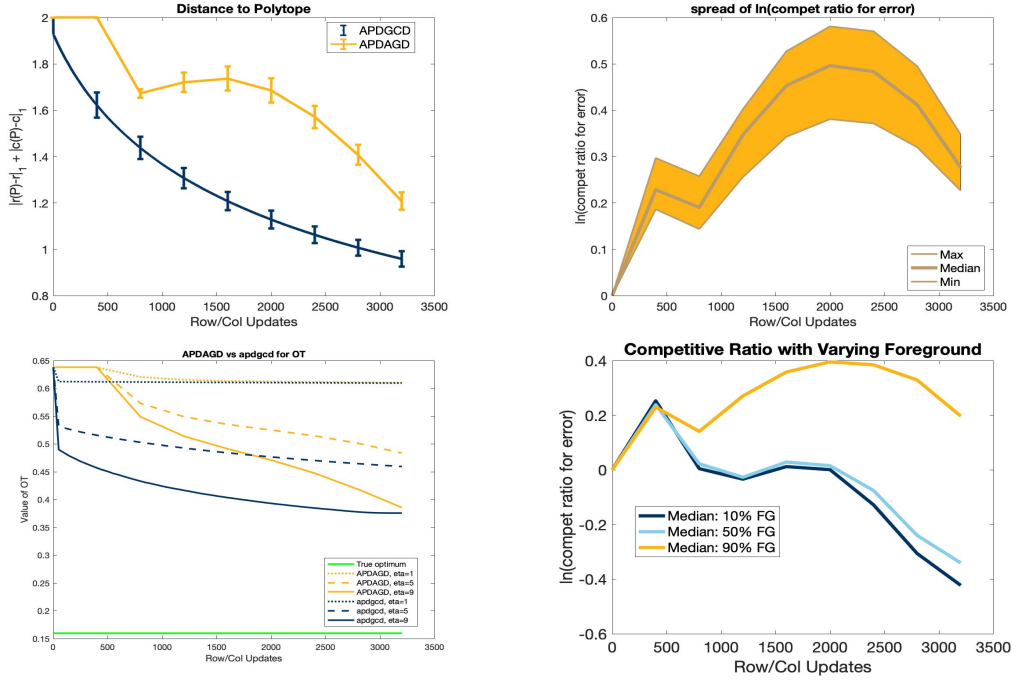 Distance to Polytope
2
1.8
1.6
1.4
1.2
1
0.8
|r(P)-r|1 + |c(P)-c|1
APDGCD
APDAGD
0 500 1000 1500 2000 2500 3000 3500
Row/Col Updates
spread of ln(compet ratio for error)
0.6
0.5
0.4
0.3
0.2
0.1
0
ln(compet ratio for error)
Max
Median
Min
0 500 1000 1500 2000 2500 3000 3500
Row/Col Updates
APDAGD vs apdgcd for OT
0.65
0.6
0.55
0.5
0.45
0.4
0.35
0.3
0.25
0.2
0.15
Value of OT
True optimum
APDAGD, eta=1
APDAGD, eta=5
APDAGD, eta=9
apdgcd, eta=1
apdgcd, eta=5
apdgcd, eta=9
0 500 1000 1500 2000 2500 3000 3500
Row/Col Updates
Competitive Ratio with Varying Foreground
0.4
0.2
0
-0.2
-0.4
-0.6
ln(compet ratio for error)
Median: 10% FG
Median: 50% FG
Median: 90% FG
0 500 1000 1500 2000 2500 3000 3500
Row/Col Updates